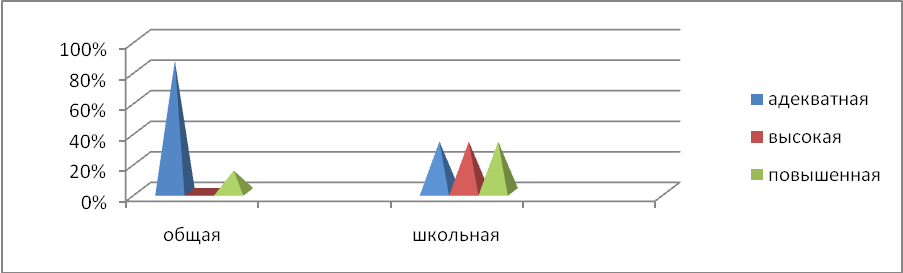 100%
80%
60%
40%
20%
0%
общая
школьная
адекватная
высокая
повышенная